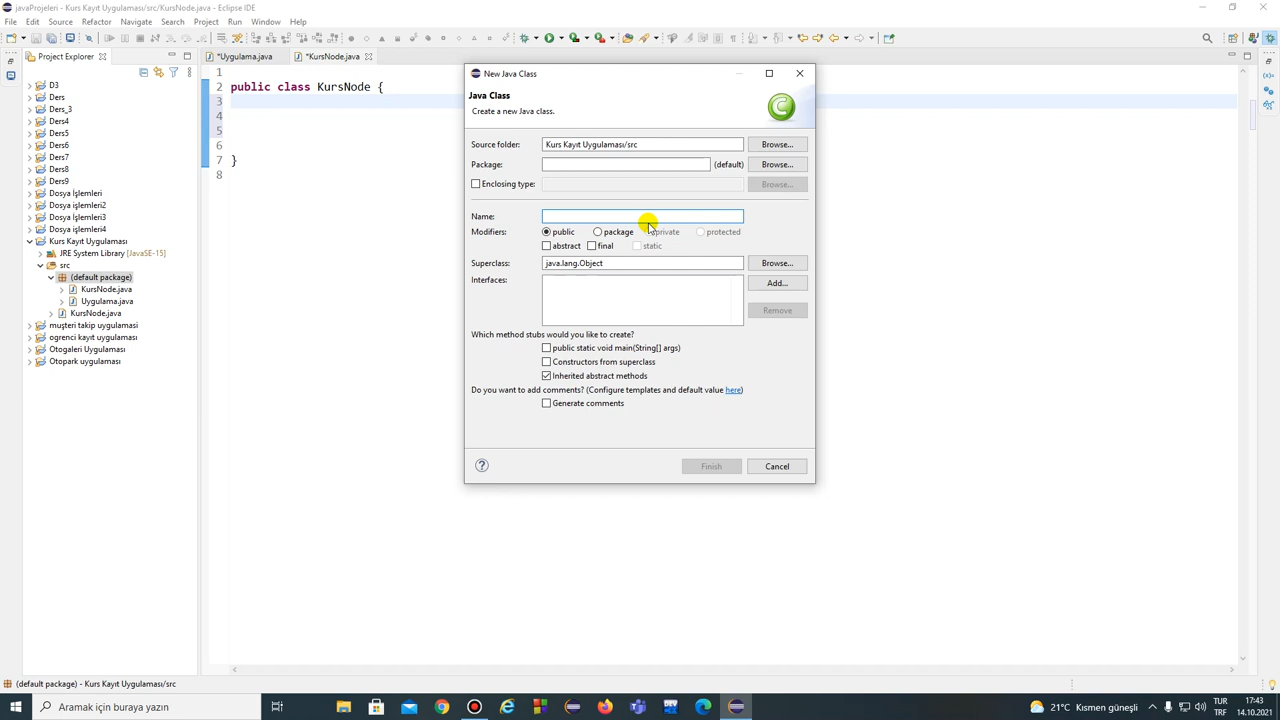 javaProjeleri - Kurs Kayıt Uygulaması/src/KursNode.java - Eclipse IDE
File Edit Source Refactor Navigate Search Project Run Window Help
Project Explorer
*Uygulama.java
*KursNode.java
D3
Ders
Ders_3
Ders4
Ders5
Ders6
Ders7
Ders8
Ders9
Dosya İşlemleri
Dosya işlemleri2
Dosya işlemleri3
Dosya işlemleri4
Kurs Kayıt Uygulaması
JRE System Library [JavaSE-15]
src
(default package)
KursNode.java
Uygulama.java
KursNode.java
muşteri takip uygulamasi
ogrenci kayıt uygulaması
Otogaleri Uygulaması
Otopark uygulaması
1
2 public class KursNode {
3
4
5
6
7 }
8
New Java Class
Java Class
Create a new Java class.
Source folder: Kurs Kayıt Uygulaması/src Browse...
Package: (default) Browse...
Enclosing type: Browse...
Name:
Modifiers: public package private protected
abstract final static
Superclass: java.lang.Object Browse...
Interfaces: Add...
Remove
Which method stubs would you like to create?
public static void main(String[] args)
Constructors from superclass
Inherited abstract methods
Do you want to add comments? (Configure templates and default value here)
Generate comments
Finish Cancel
(default package) - Kurs Kayıt Uygulaması/src
Aramak için buraya yazın
21°C Kısmen güneşli
TUR
TRF
17:43
14.10.2021